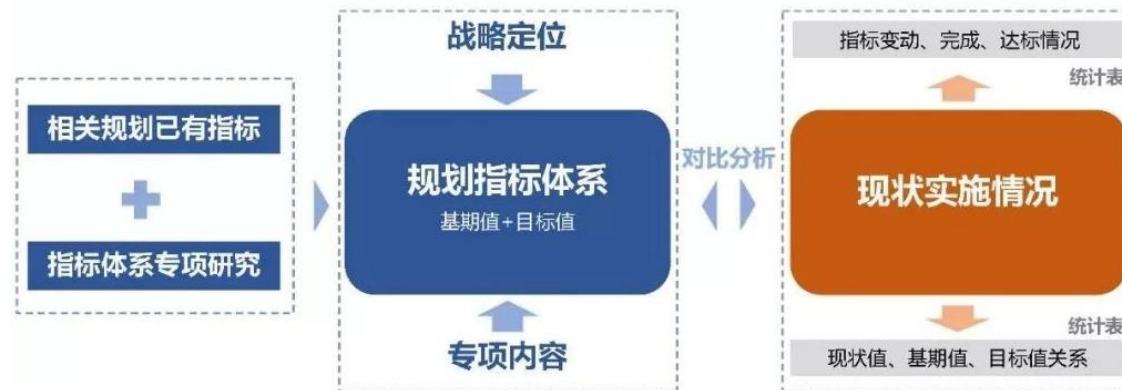 相关规划已有指标
指标体系专项研究
战略定位
规划指标体系
基期值+目标值
专项内容
对比分析
指标变动、完成、达标情况
统计表
现状实施情况
统计表
现状值、基期值、目标值关系